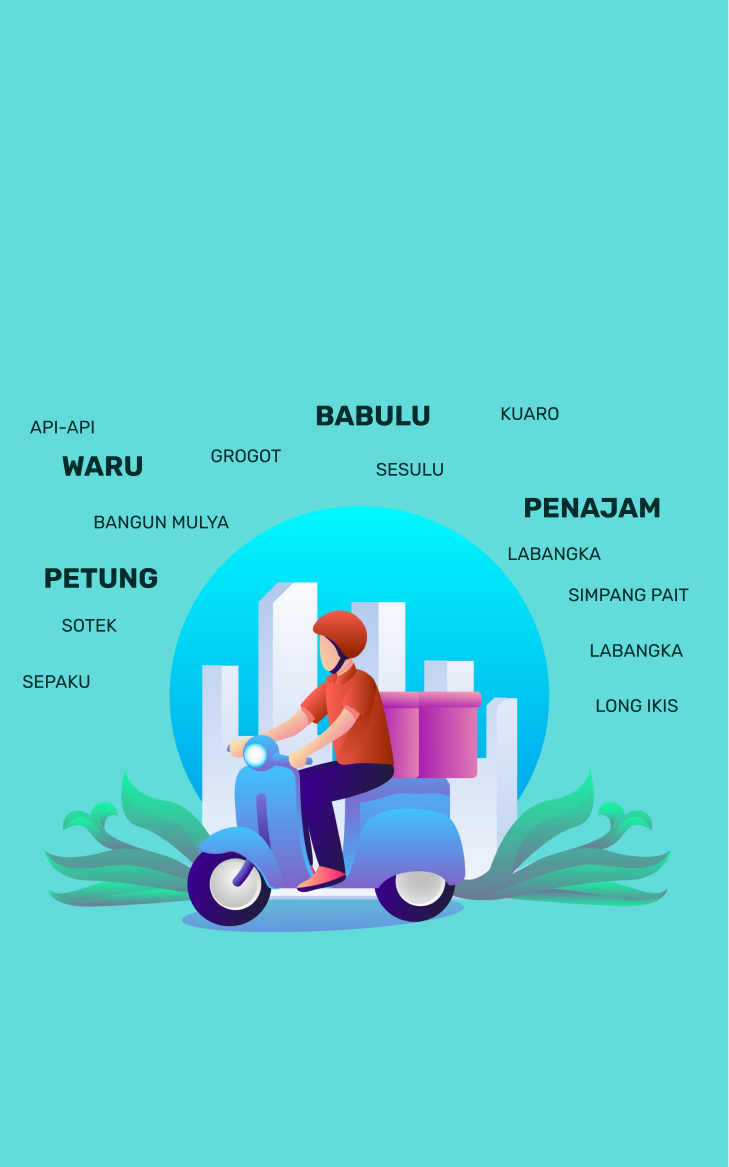 BABULU
KUARO
API-API
WARU
GROGOT
SESULU
PENAJAM
BANGUN MULYA
LABANGKA
PETUNG
SIMPANG PAIT
SOTEK
LABANGKA
SEPAKU
LONG IKIS